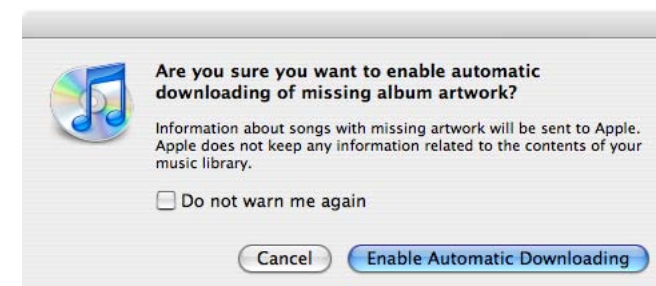 Are you sure you want to enable automatic
downloading of missing album artwork?
Information about songs with missing artwork will be sent to Apple.
Apple does not keep any information related to the contents of your
music library.
Do not warn me again
Cancel Enable Automatic Downloading